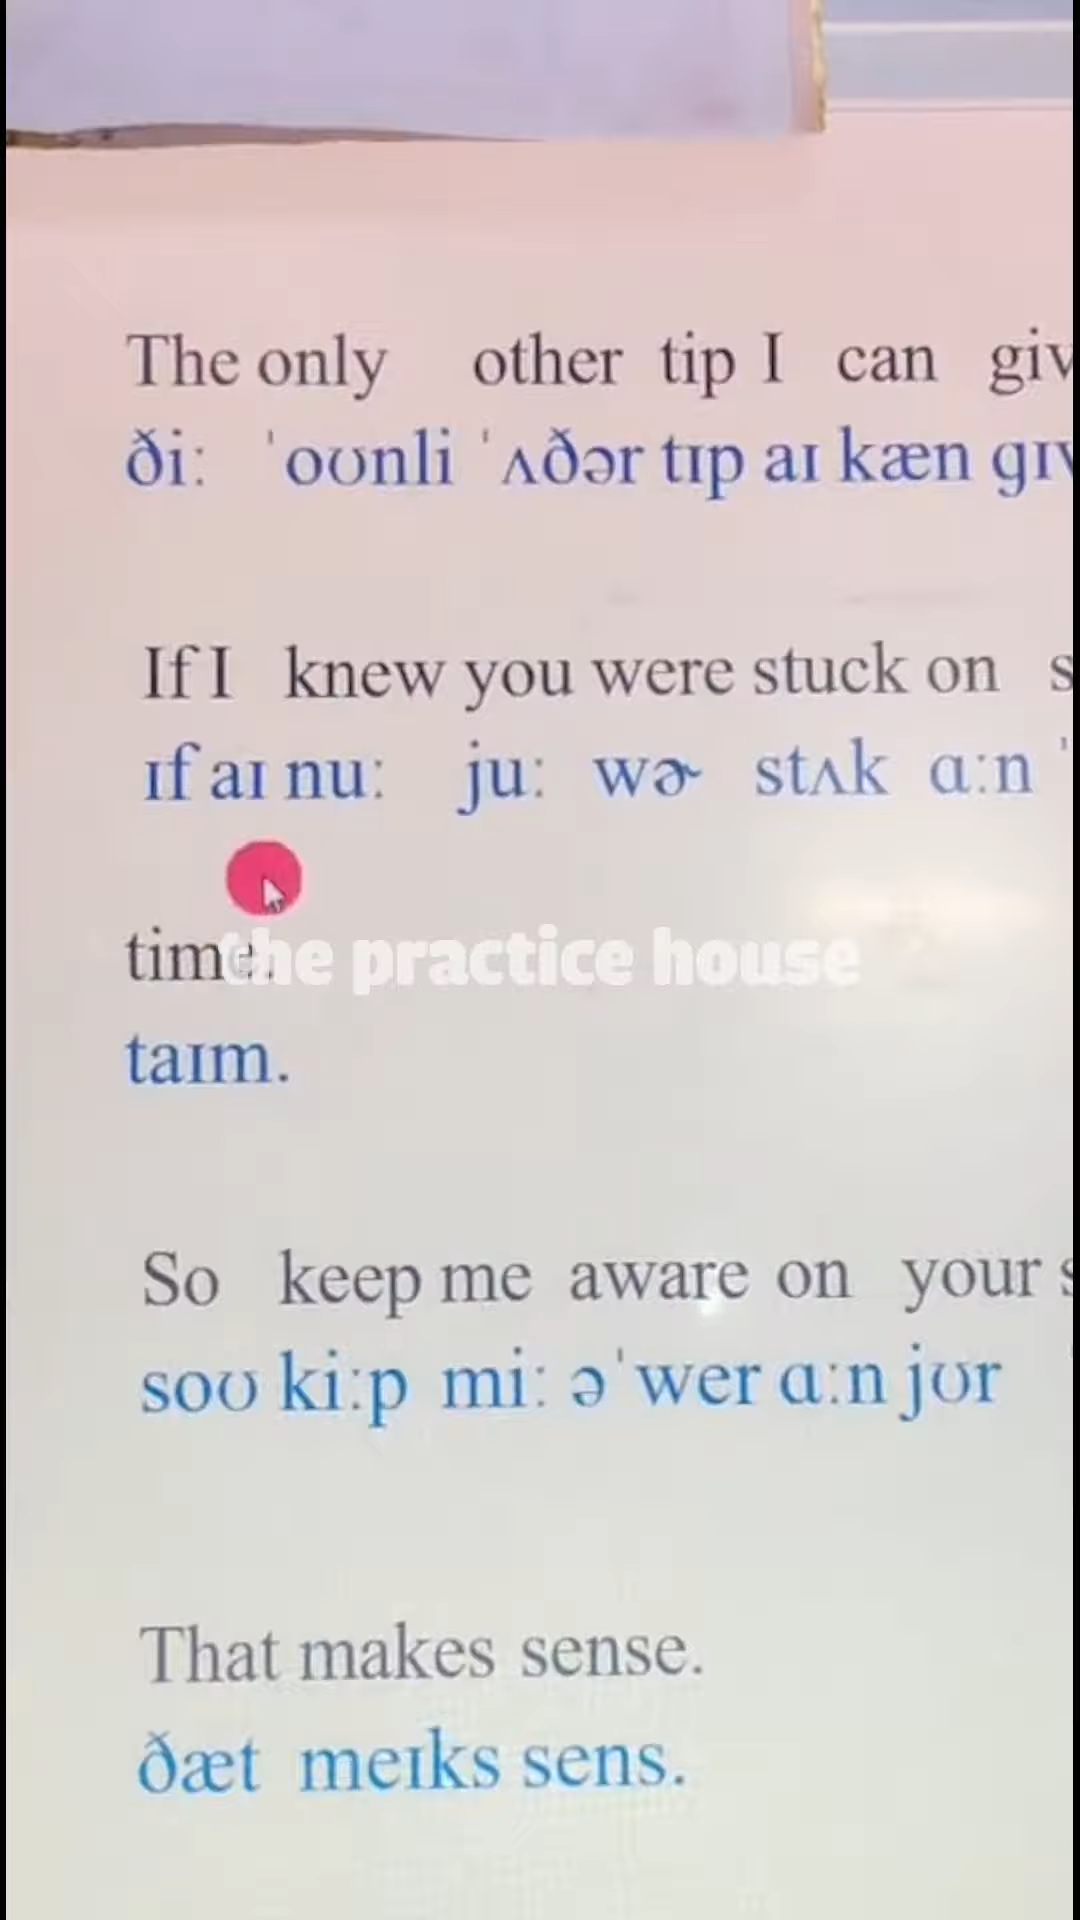 The only other tip I can giv
ðiː ˈoʊnli ˈʌðər tɪp aɪ kæn ɡɪv
If I knew you were stuck on s
ɪf aɪ nuː juː wɚ stʌk ɑːn ˈ
time.
the practice house
taɪm.
So keep me aware on your s
soʊ kiːp miː əˈwer ɑːn jʊr
That makes sense.
ðæt meɪks sens.